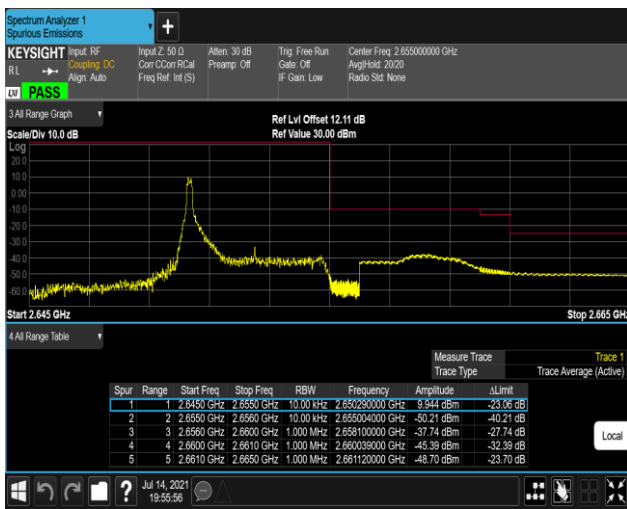 Spectrum Analyzer 1
Spurious Emissions
KEYSIGHT Input: RF Input Z: 50 Ω Atten: 30 dB Trig: Free Run Center Freq: 2.655000000 GHz
RL Coupling: DC Corr CCorr RCal Preamp: Off Gate: Off Avg|Hold: 20/20
Align: Auto Freq Ref: Int (S) IF Gain: Low Radio Std: None
LXI PASS
3 All Range Graph
Ref Lvl Offset 12.11 dB
Scale/Div 10.0 dB Ref Value 30.00 dBm
Log
20.0
10.0
0.00
-10.0
-20.0
-30.0
-40.0
-50.0
-60.0
Start 2.645 GHz Stop 2.665 GHz
4 All Range Table
Measure Trace Trace 1
Trace Type Trace Average (Active)
Spur Range Start Freq Stop Freq RBW Frequency Amplitude ΔLimit
1 1 2.6450 GHz 2.6550 GHz 10.00 kHz 2.650290000 GHz 9.944 dBm -23.06 dB
2 2 2.6550 GHz 2.6560 GHz 10.00 kHz 2.655004000 GHz -50.21 dBm -40.21 dB
3 3 2.6560 GHz 2.6600 GHz 1.000 MHz 2.658100000 GHz -37.74 dBm -27.74 dB
4 4 2.6600 GHz 2.6610 GHz 1.000 MHz 2.660039000 GHz -45.39 dBm -32.39 dB
5 5 2.6610 GHz 2.6650 GHz 1.000 MHz 2.661120000 GHz -48.70 dBm -23.70 dB
Local
Jul 14, 2021
19:55:56